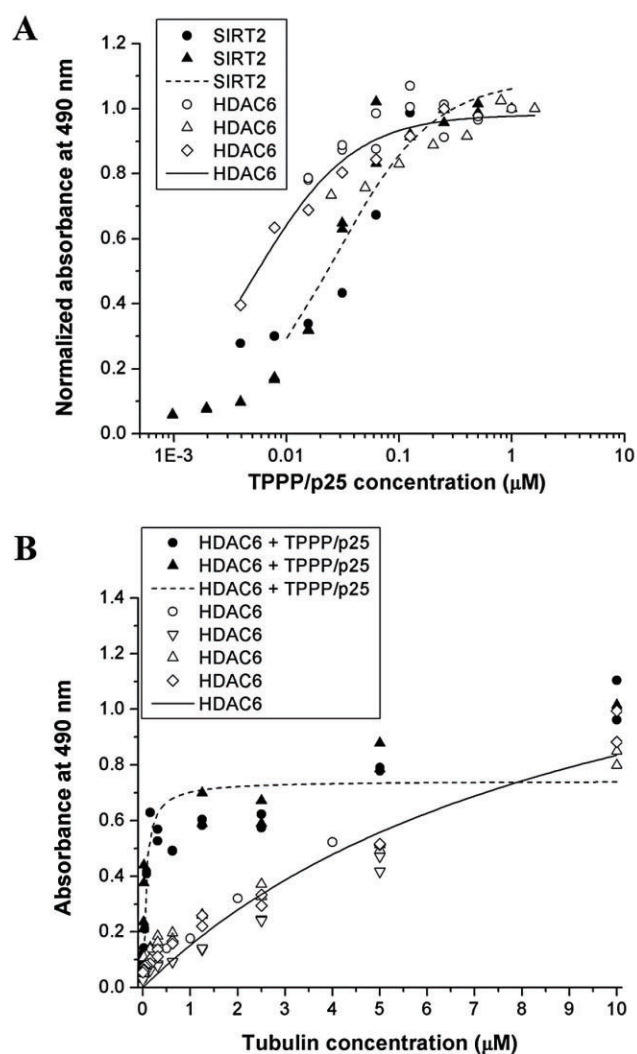 A
SIRT2
SIRT2
SIRT2
HDAC6
HDAC6
HDAC6
HDAC6
Normalized absorbance at 490 nm
1.2
1.0
0.8
0.6
0.4
0.2
0.0
1E-3 0.01 0.1 1 10
TPPP/p25 concentration (μM)
B
HDAC6 + TPPP/p25
HDAC6 + TPPP/p25
HDAC6 + TPPP/p25
HDAC6
HDAC6
HDAC6
HDAC6
HDAC6
Absorbance at 490 nm
1.4
1.2
1.0
0.8
0.6
0.4
0.2
0.0
0 1 2 3 4 5 6 7 8 9 10
Tubulin concentration (μM)